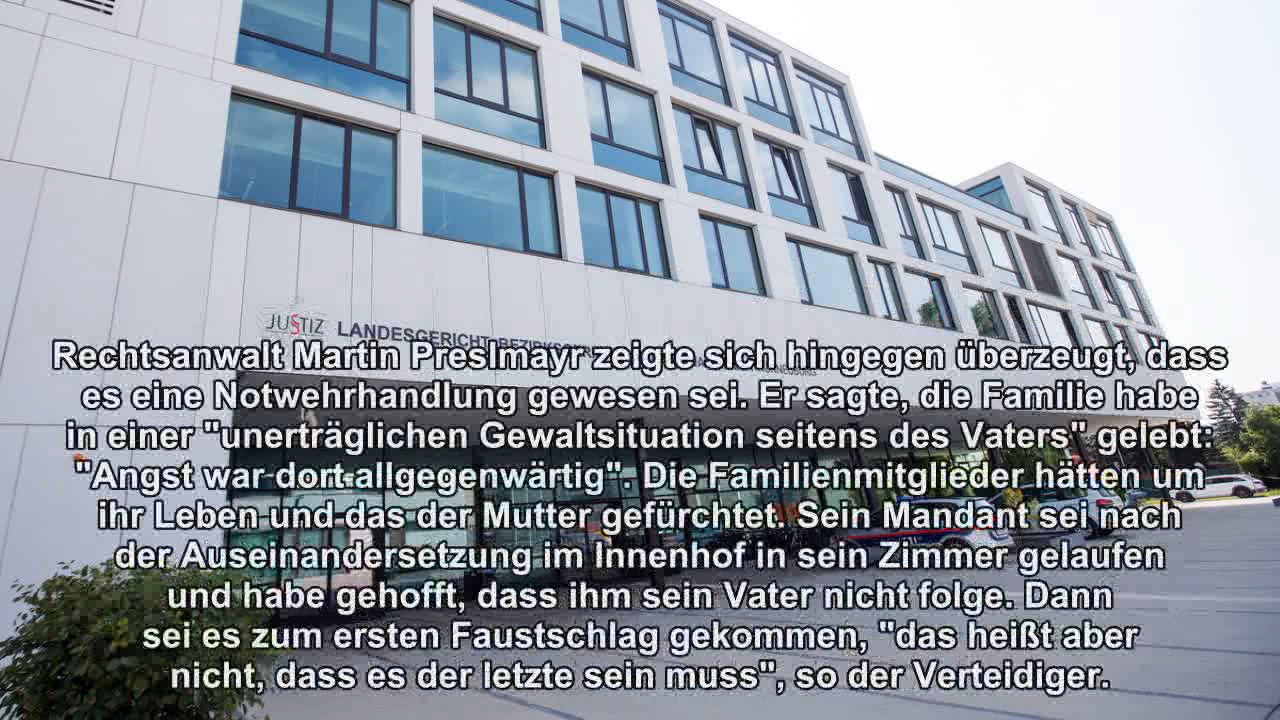 JUSTIZ LANDESGERICHT
Rechtsanwalt Martin Preslmayr zeigte sich hingegen überzeugt, dass
es eine Notwehrhandlung gewesen sei. Er sagte, die Familie habe
in einer "unerträglichen Gewaltsituation seitens des Vaters" gelebt:
"Angst war dort allgegenwärtig". Die Familienmitglieder hätten um
ihr Leben und das der Mutter gefürchtet. Sein Mandant sei nach
der Auseinandersetzung im Innenhof in sein Zimmer gelaufen
und habe gehofft, dass ihm sein Vater nicht folge. Dann
sei es zum ersten Faustschlag gekommen, "das heißt aber
nicht, dass es der letzte sein muss", so der Verteidiger.